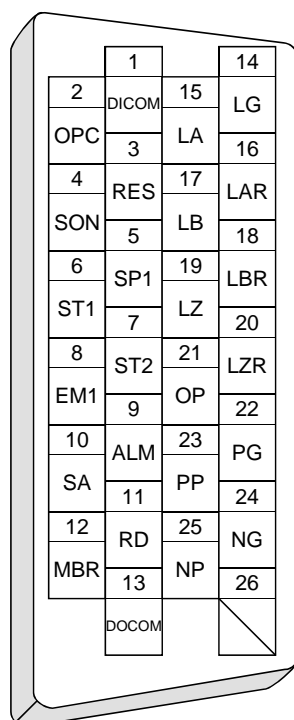 1 14
2 15
DICOM LG
OPC LA
3 16
4 17
RES LAR
SON LB
5 18
6 19
SP1 LBR
ST1 LZ
7 20
8 21
ST2 LZR
EM1 OP
9 22
10 23
ALM PG
SA PP
11 24
12 25
RD NG
MBR NP
13 26
DOCOM